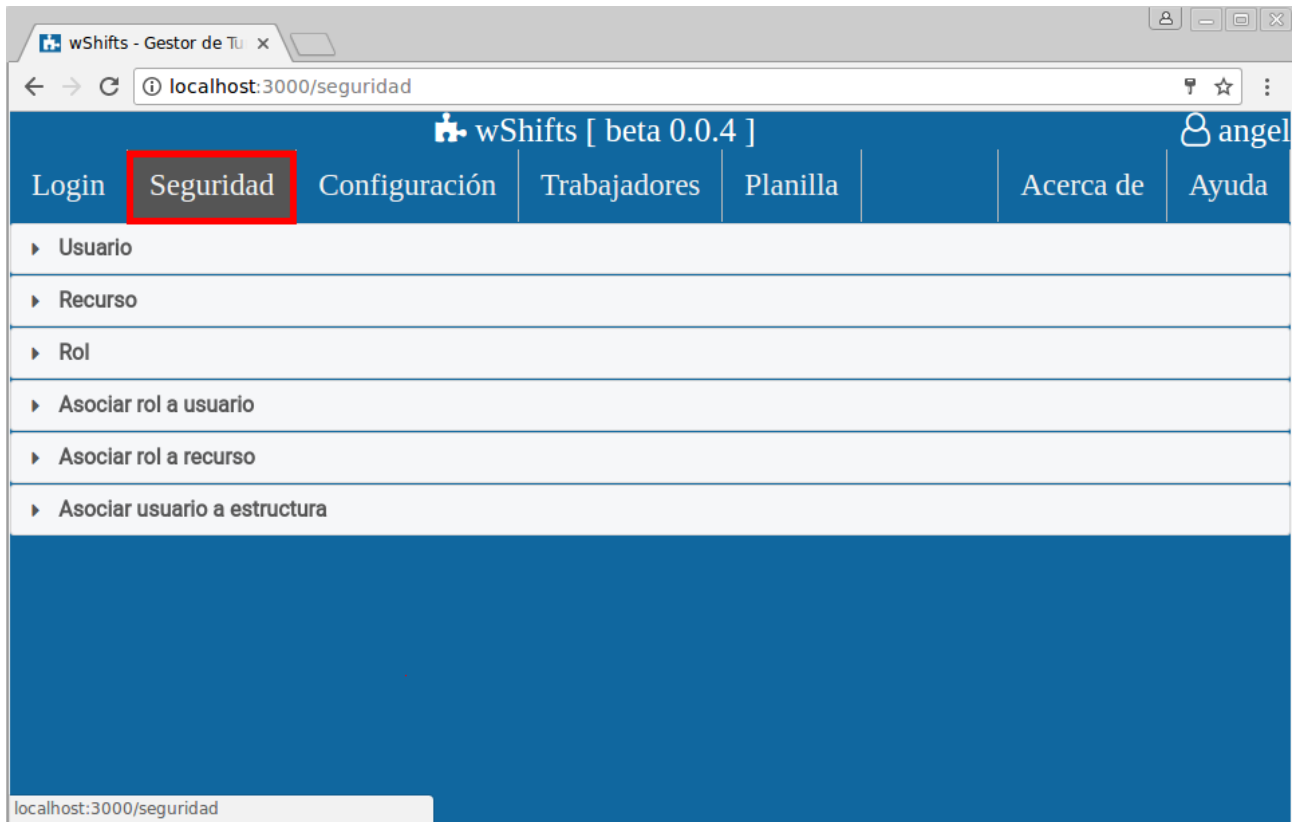 wShifts - Gestor de Tu
localhost:3000/seguridad
wShifts [ beta 0.0.4 ]
angel
Login Seguridad Configuración Trabajadores Planilla Acerca de Ayuda
Usuario
Recurso
Rol
Asociar rol a usuario
Asociar rol a recurso
Asociar usuario a estructura
localhost:3000/seguridad